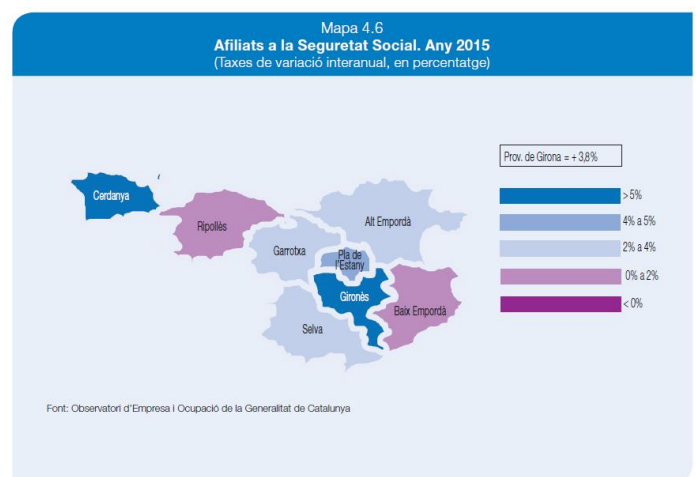 Mapa 4.6
Afiliats a la Seguretat Social. Any 2015
(Taxes de variació interanual, en percentatge)
Prov. de Girona = + 3,8%
Cerdanya
Ripollès
Alt Empordà
Garrotxa
Pla de
l'Estany
Gironès
Baix Empordà
Selva
> 5%
4% a 5%
2% a 4%
0% a 2%
< 0%
Font: Observatori d'Empresa i Ocupació de la Generalitat de Catalunya